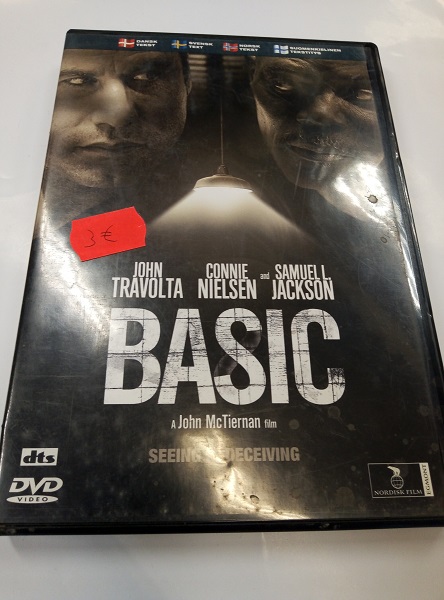 DANSK TEKST
SVENSK TEXT
NORSK TEKST
SUOMENKIELINEN TEKSTITYS
3€
JOHN TRAVOLTA
CONNIE NIELSEN
and
SAMUEL L. JACKSON
BASIC
A John McTiernan film
SEEING DECEIVING
dts
DVD
VIDEO
NORDISK FILM
EGMONT